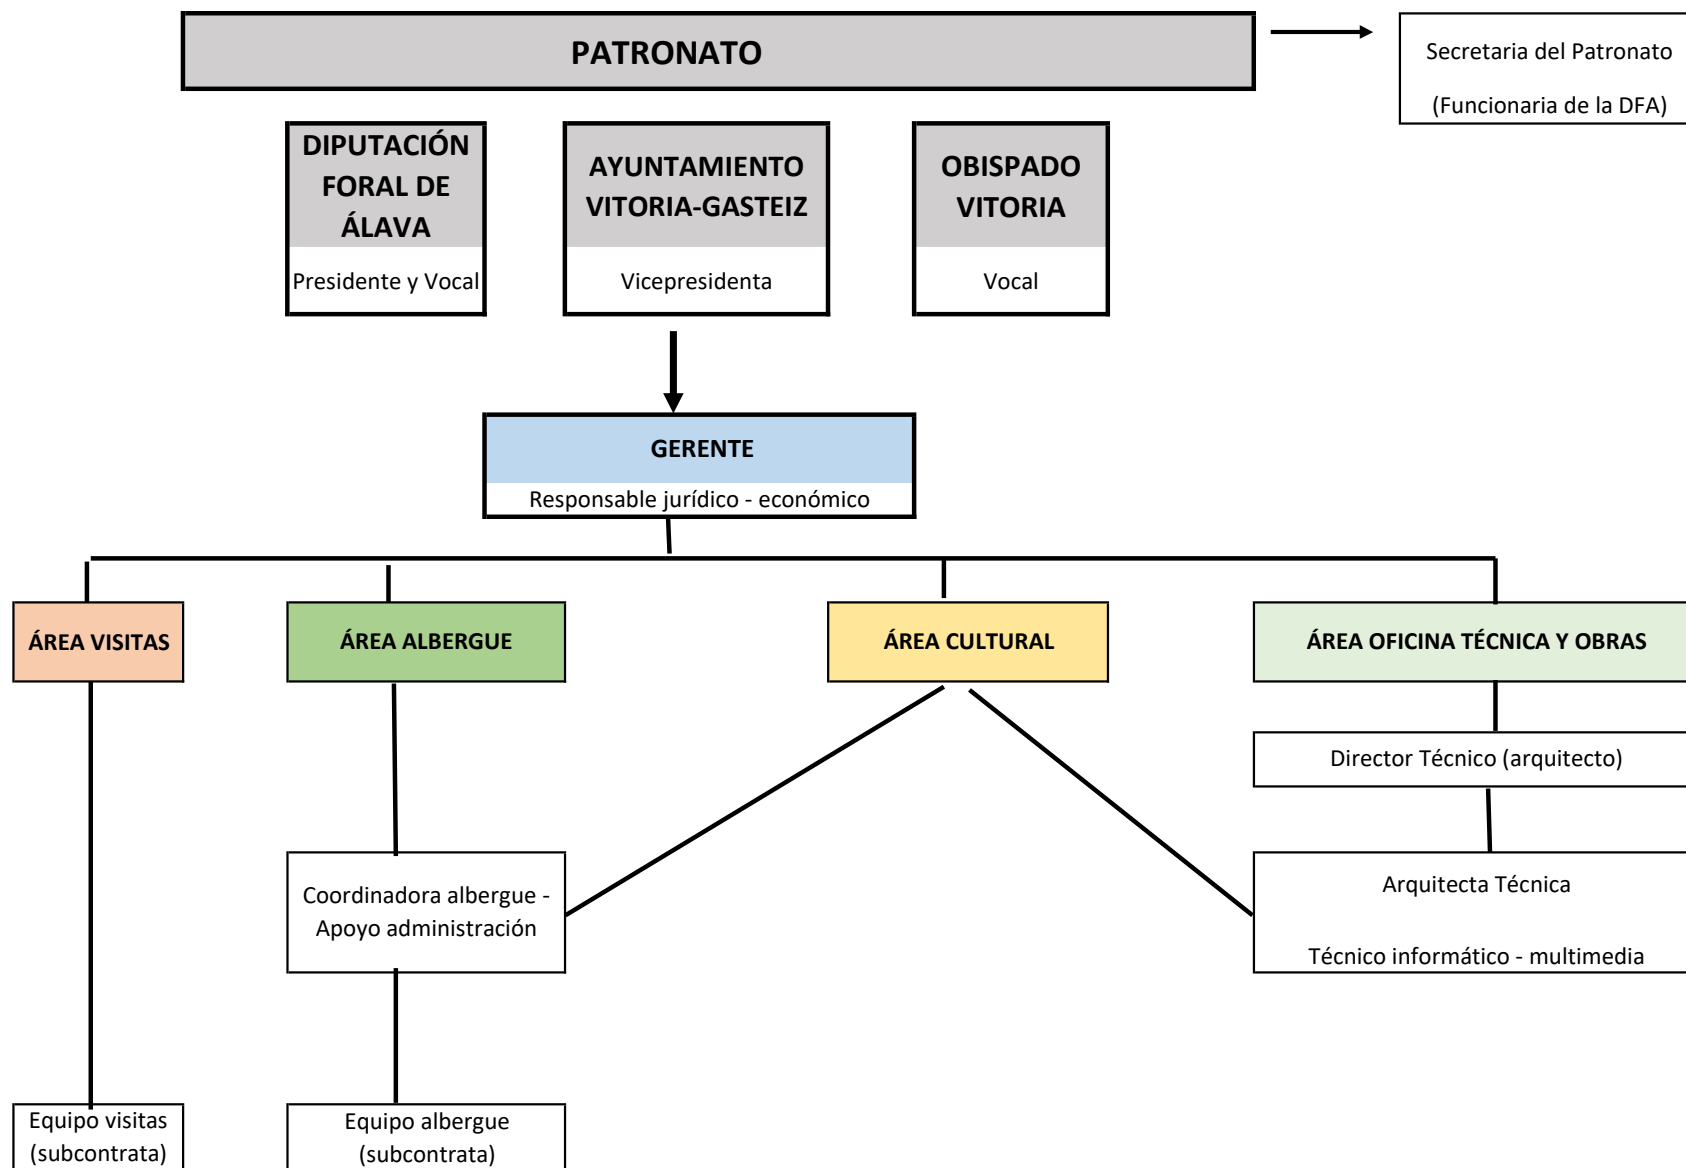 PATRONATO
Secretaria del Patronato
(Funcionaria de la DFA)
DIPUTACIÓN
FORAL DE
ÁLAVA
Presidente y Vocal
AYUNTAMIENTO
VITORIA-GASTEIZ
Vicepresidenta
OBISPADO
VITORIA
Vocal
GERENTE
Responsable jurídico - económico
ÁREA VISITAS
ÁREA ALBERGUE
ÁREA CULTURAL
ÁREA OFICINA TÉCNICA Y OBRAS
Director Técnico (arquitecto)
Coordinadora albergue -
Apoyo administración
Arquitecta Técnica
Técnico informático - multimedia
Equipo visitas
(subcontrata)
Equipo albergue
(subcontrata)